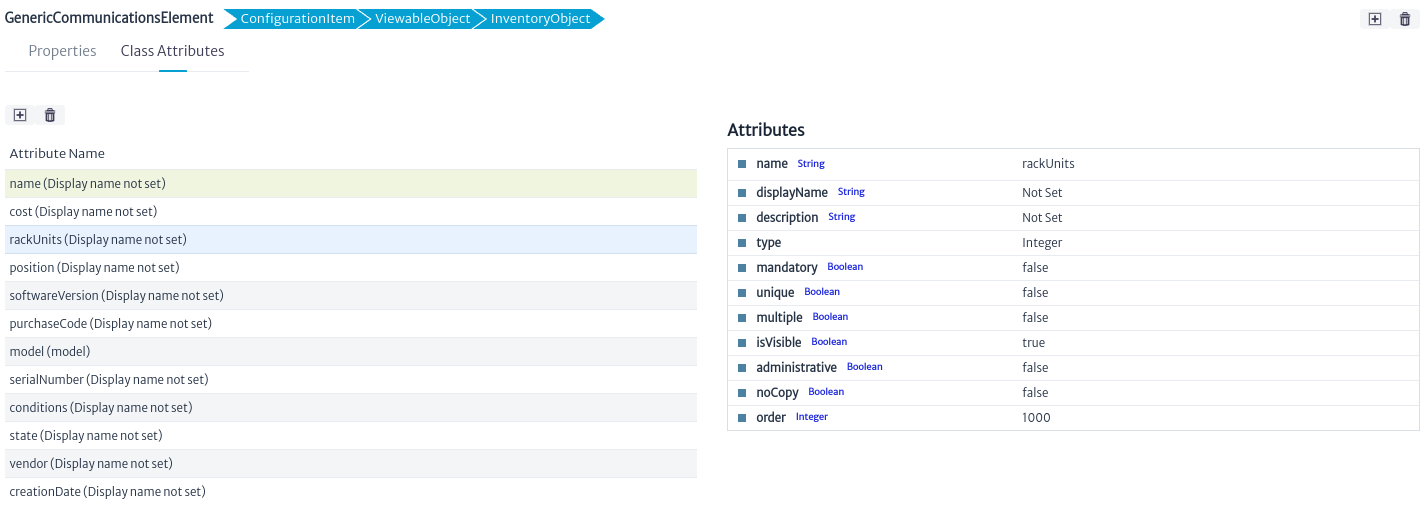 GenericCommunicationsElement ConfigurationItem ViewableObject InventoryObject
Properties Class Attributes
Attribute Name
name (Display name not set)
cost (Display name not set)
rackUnits (Display name not set)
position (Display name not set)
softwareVersion (Display name not set)
purchaseCode (Display name not set)
model (model)
serialNumber (Display name not set)
conditions (Display name not set)
state (Display name not set)
vendor (Display name not set)
creationDate (Display name not set)
Attributes
name String rackUnits
displayName String Not Set
description String Not Set
type Integer
mandatory Boolean false
unique Boolean false
multiple Boolean false
isVisible Boolean true
administrative Boolean false
noCopy Boolean false
order Integer 1000